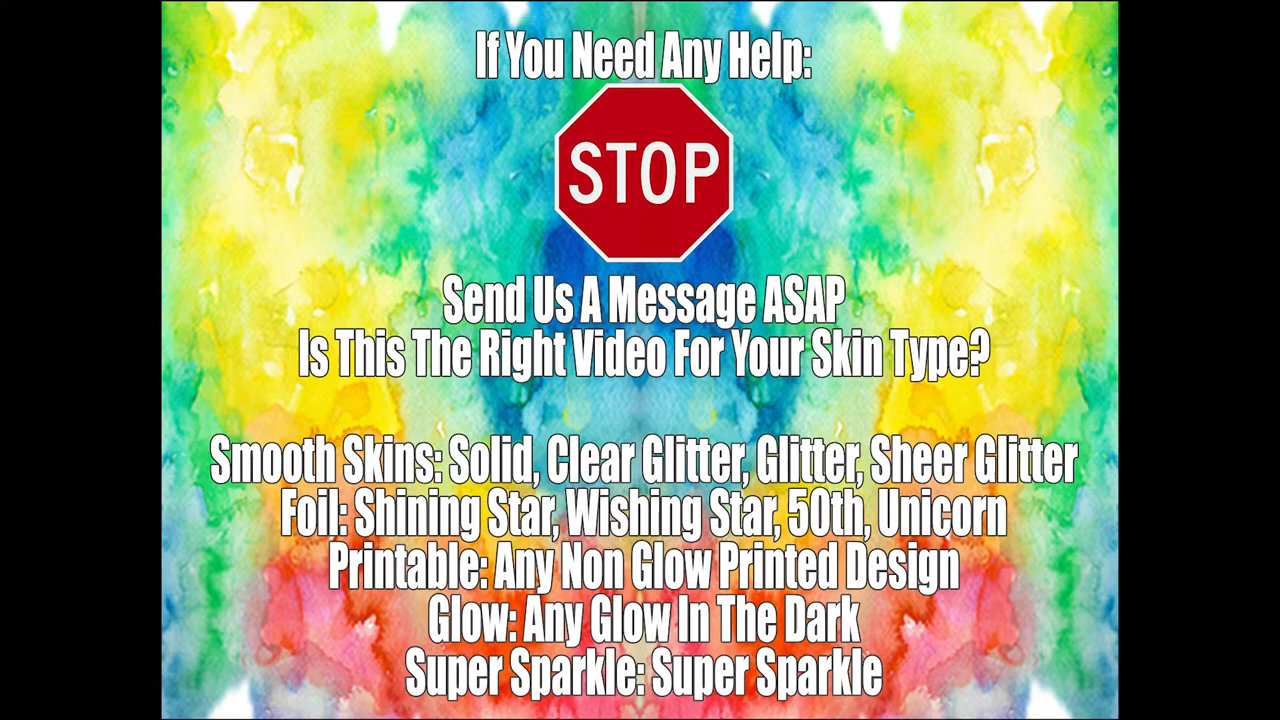 If You Need Any Help:
STOP
Send Us A Message ASAP
Is This The Right Video For Your Skin Type?
Smooth Skins: Solid, Clear Glitter, Glitter, Sheer Glitter
Foil: Shining Star, Wishing Star, 50th, Unicorn
Printable: Any Non Glow Printed Design
Glow: Any Glow In The Dark
Super Sparkle: Super Sparkle